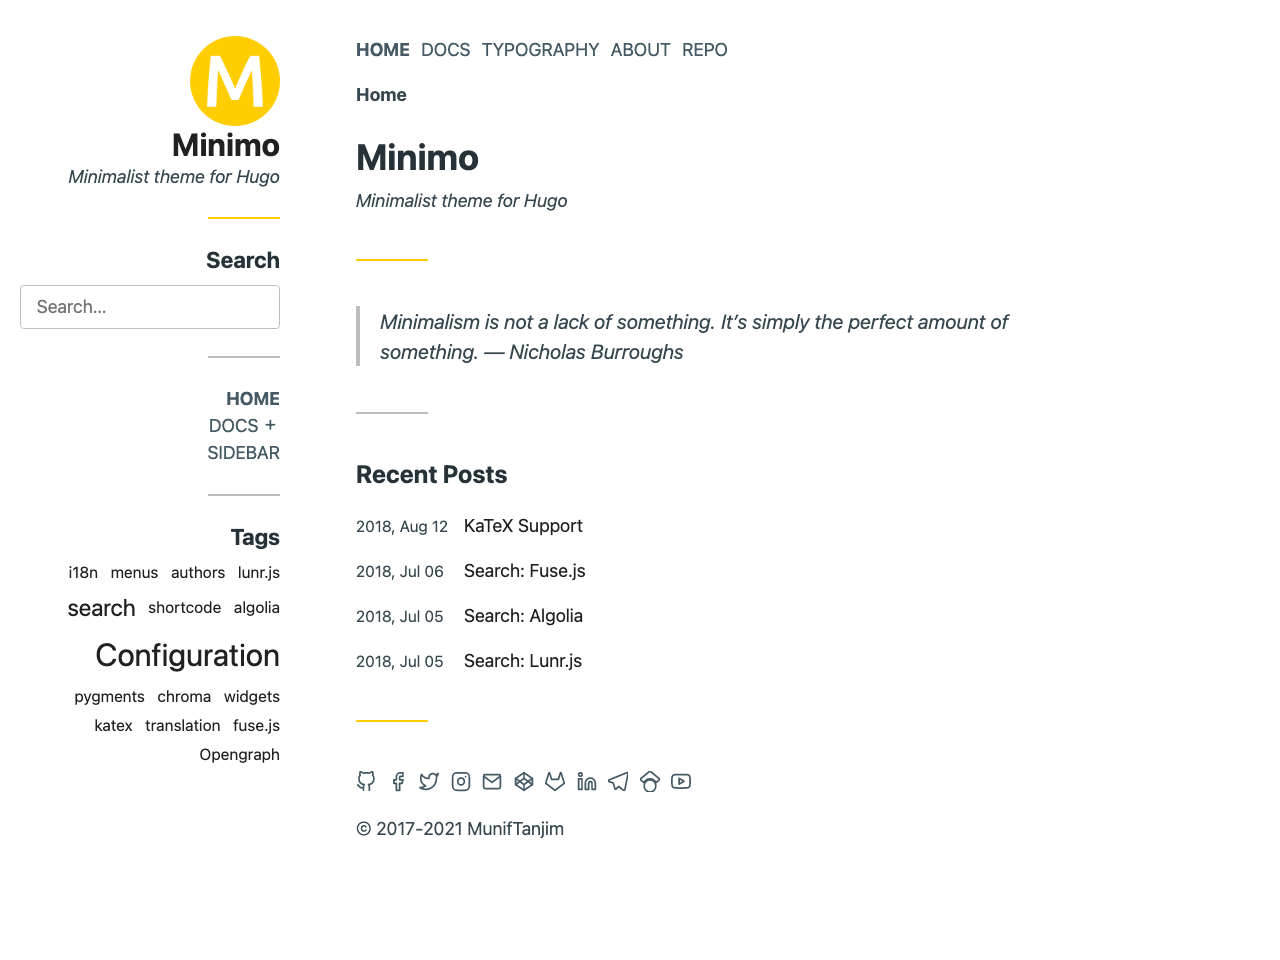 M
Minimo
Minimalist theme for Hugo
Search
Search...
HOME
DOCS +
SIDEBAR
Tags
i18n menus authors lunr.js
search shortcode algolia
Configuration
pygments chroma widgets
katex translation fuse.js
Opengraph
HOME DOCS TYPOGRAPHY ABOUT REPO
Home
Minimo
Minimalist theme for Hugo
Minimalism is not a lack of something. It’s simply the perfect amount of
something. — Nicholas Burroughs
Recent Posts
2018, Aug 12 KaTeX Support
2018, Jul 06 Search: Fuse.js
2018, Jul 05 Search: Algolia
2018, Jul 05 Search: Lunr.js
© 2017-2021 MunifTanjim